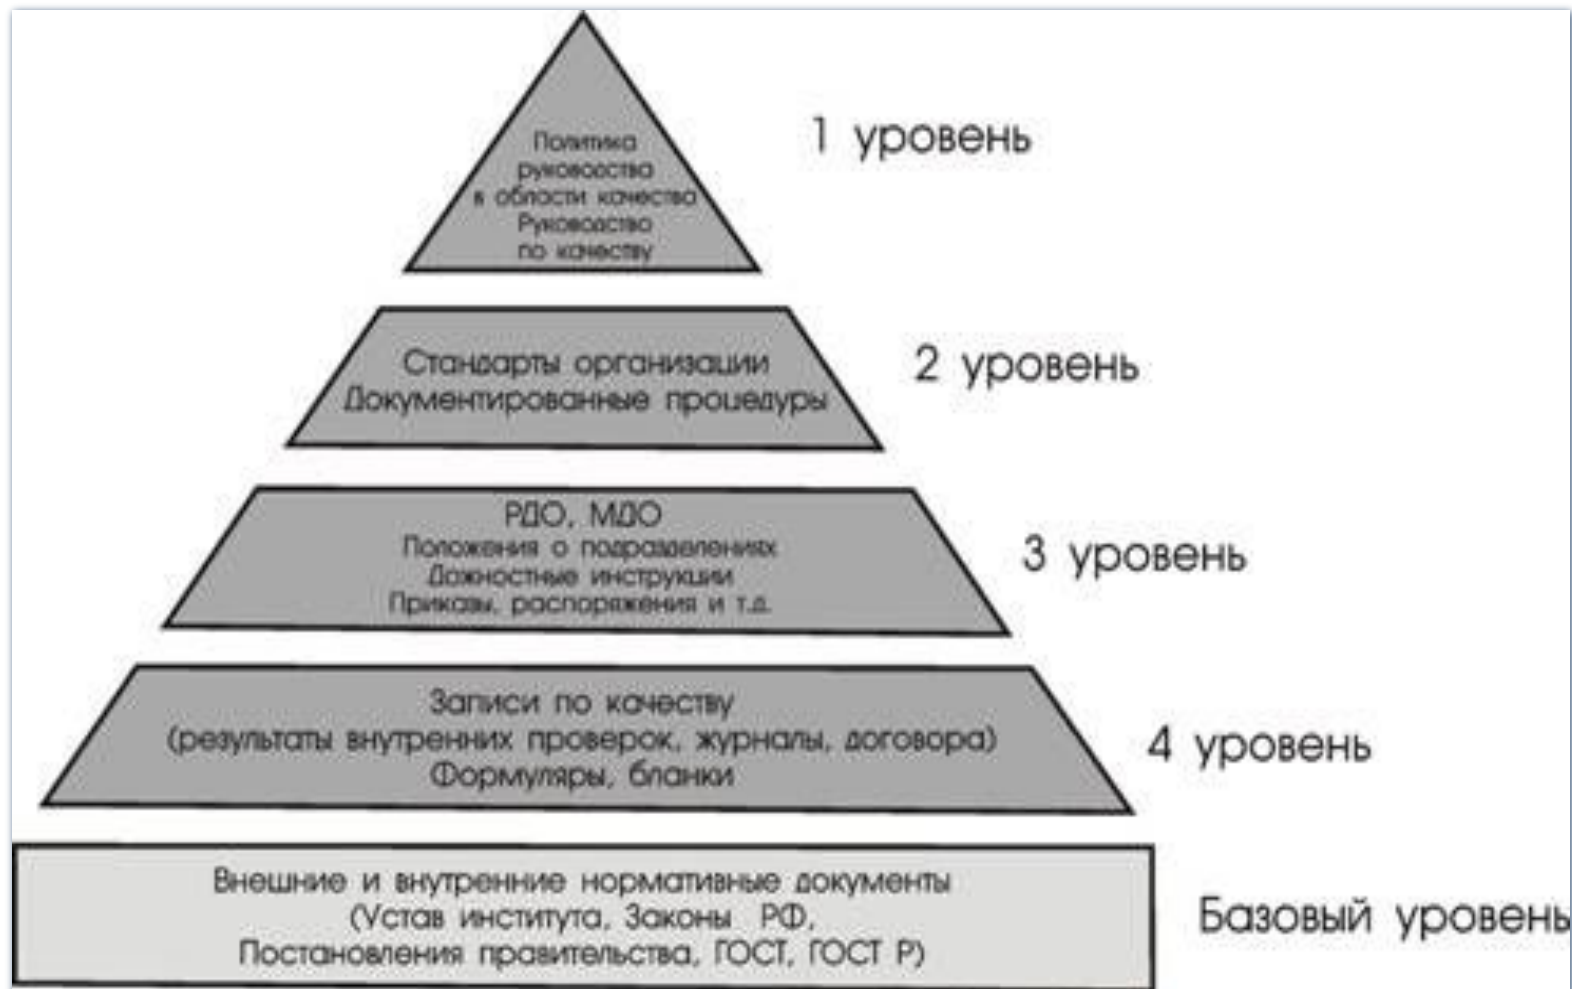 Политика
руководства
в области качества
Руководство
по качеству
1 уровень
Стандарты организации
Документированные процедуры
2 уровень
РДО, МДО
Положения о подразделениях
Дожностные инструкции
Приказы, распоряжения и т.д.
3 уровень
Записи по качеству
(результаты внутренних проверок, журналы, договора)
Формуляры, бланки
4 уровень
Внешние и внутренние нормативные документы
(Устав института, Законы РФ,
Постановления правительства, ГОСТ, ГОСТ Р)
Базовый уровень